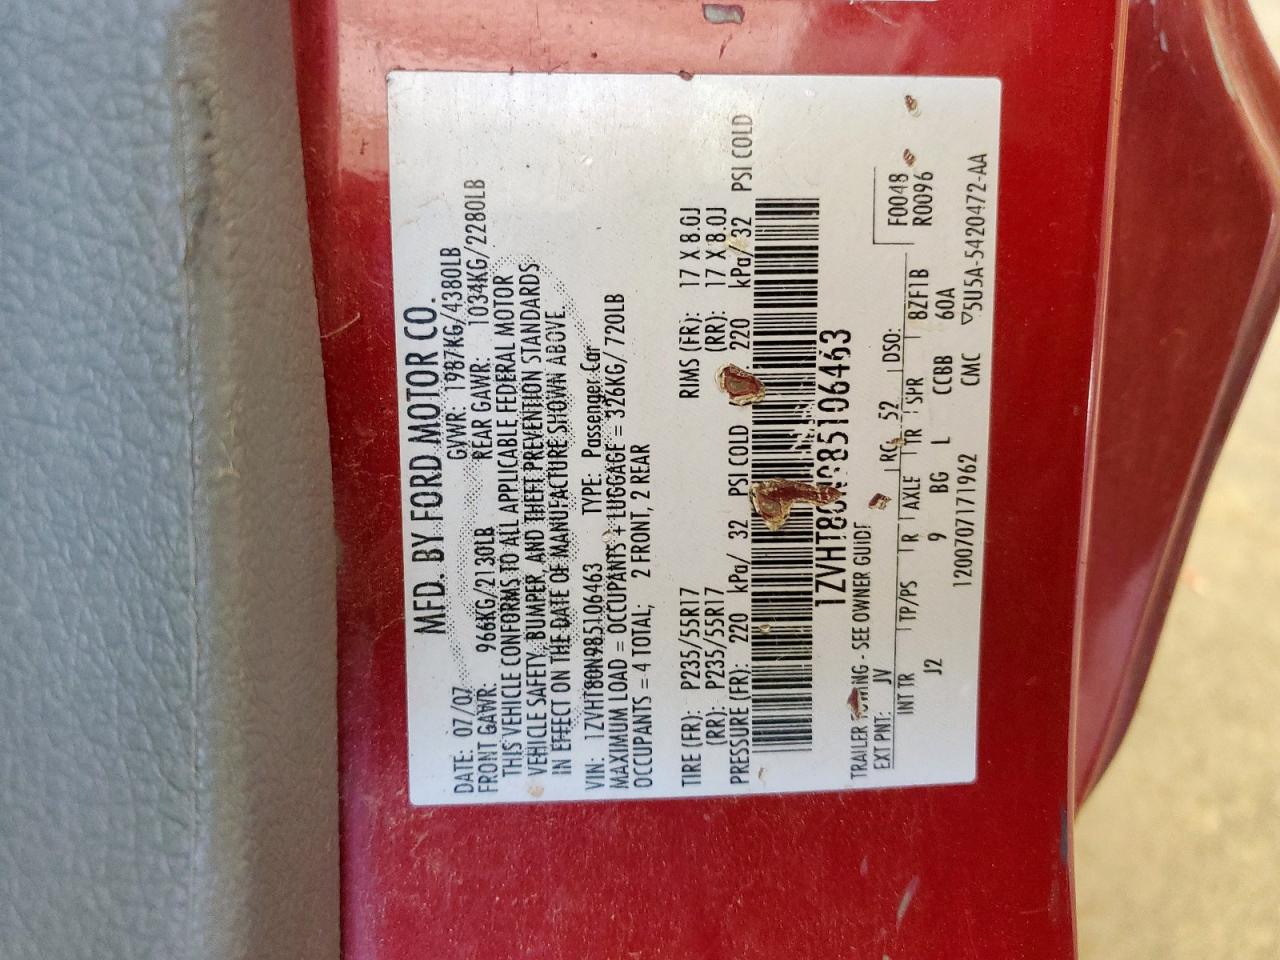 MFD. BY FORD MOTOR CO.
DATE: 07/07 GVWR: 1987KG/4380LB
FRONT GAWR: 966KG/2130LB REAR GAWR: 1034KG/2280LB
THIS VEHICLE CONFORMS TO ALL APPLICABLE FEDERAL MOTOR
VEHICLE SAFETY, BUMPER, AND THEFT PREVENTION STANDARDS
IN EFFECT ON THE DATE OF MANUFACTURE SHOWN ABOVE.
VIN: 1ZVHT80N985106463 TYPE: Passenger Car
MAXIMUM LOAD = OCCUPANTS + LUGGAGE = 326KG/ 720LB
OCCUPANTS = 4 TOTAL; 2 FRONT, 2 REAR
TIRE (FR): P235/55R17 RIMS (FR): 17 X 8.0J
(RR): P235/55R17 (RR): 17 X 8.0J
PRESSURE (FR): 220 kPa/ 32 PSI COLD 220 kPa/ 32 PSI COLD
1ZVHT80N985106463
TRAILER TOWING - SEE OWNER GUIDE
EXT PNT: JV RC: 52 DSO: F0048
INT TR TP/PS R AXLE TR SPR 8ZF1B R0096
J2 9 BG L CCBB 60A
1200707171962 CMC ▽5U5A-5420472-AA